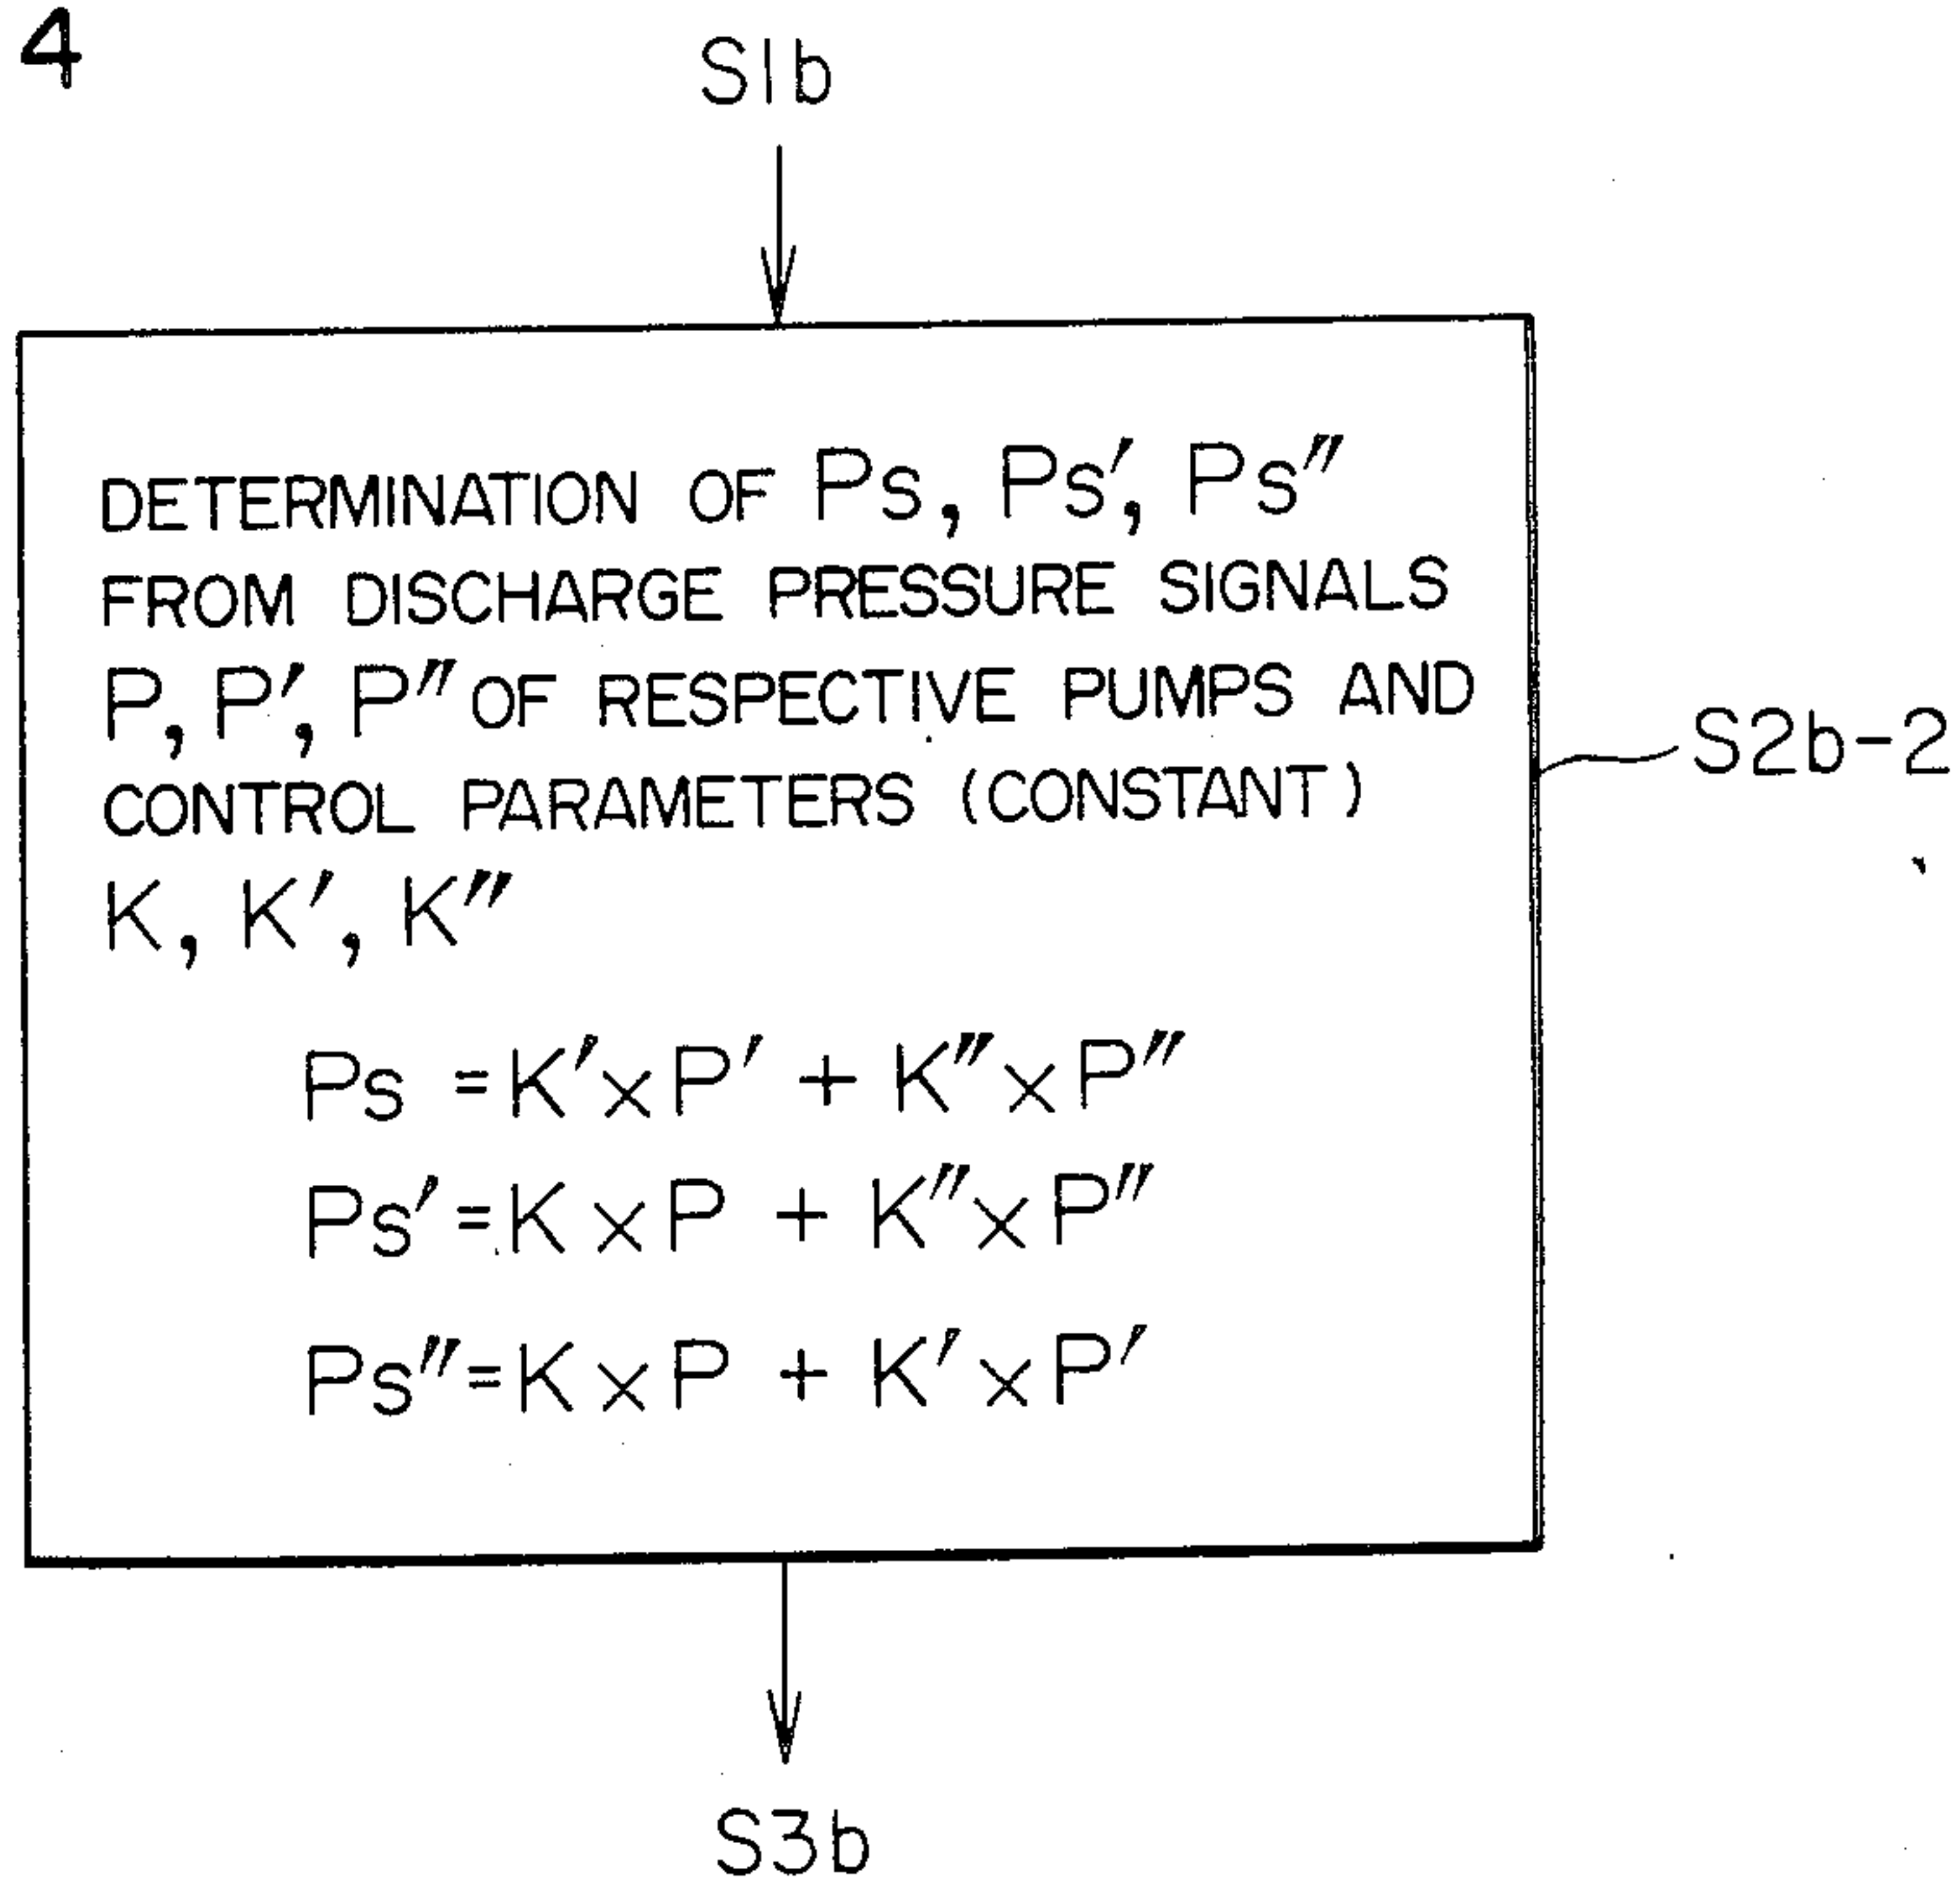 4
S1b
DETERMINATION OF Ps, Ps', Ps''
FROM DISCHARGE PRESSURE SIGNALS
P, P', P'' OF RESPECTIVE PUMPS AND
CONTROL PARAMETERS (CONSTANT)
K, K', K''
S2b-2
Ps = K' × P' + K'' × P''
Ps' = K × P + K'' × P''
Ps'' = K × P + K' × P'
S3b